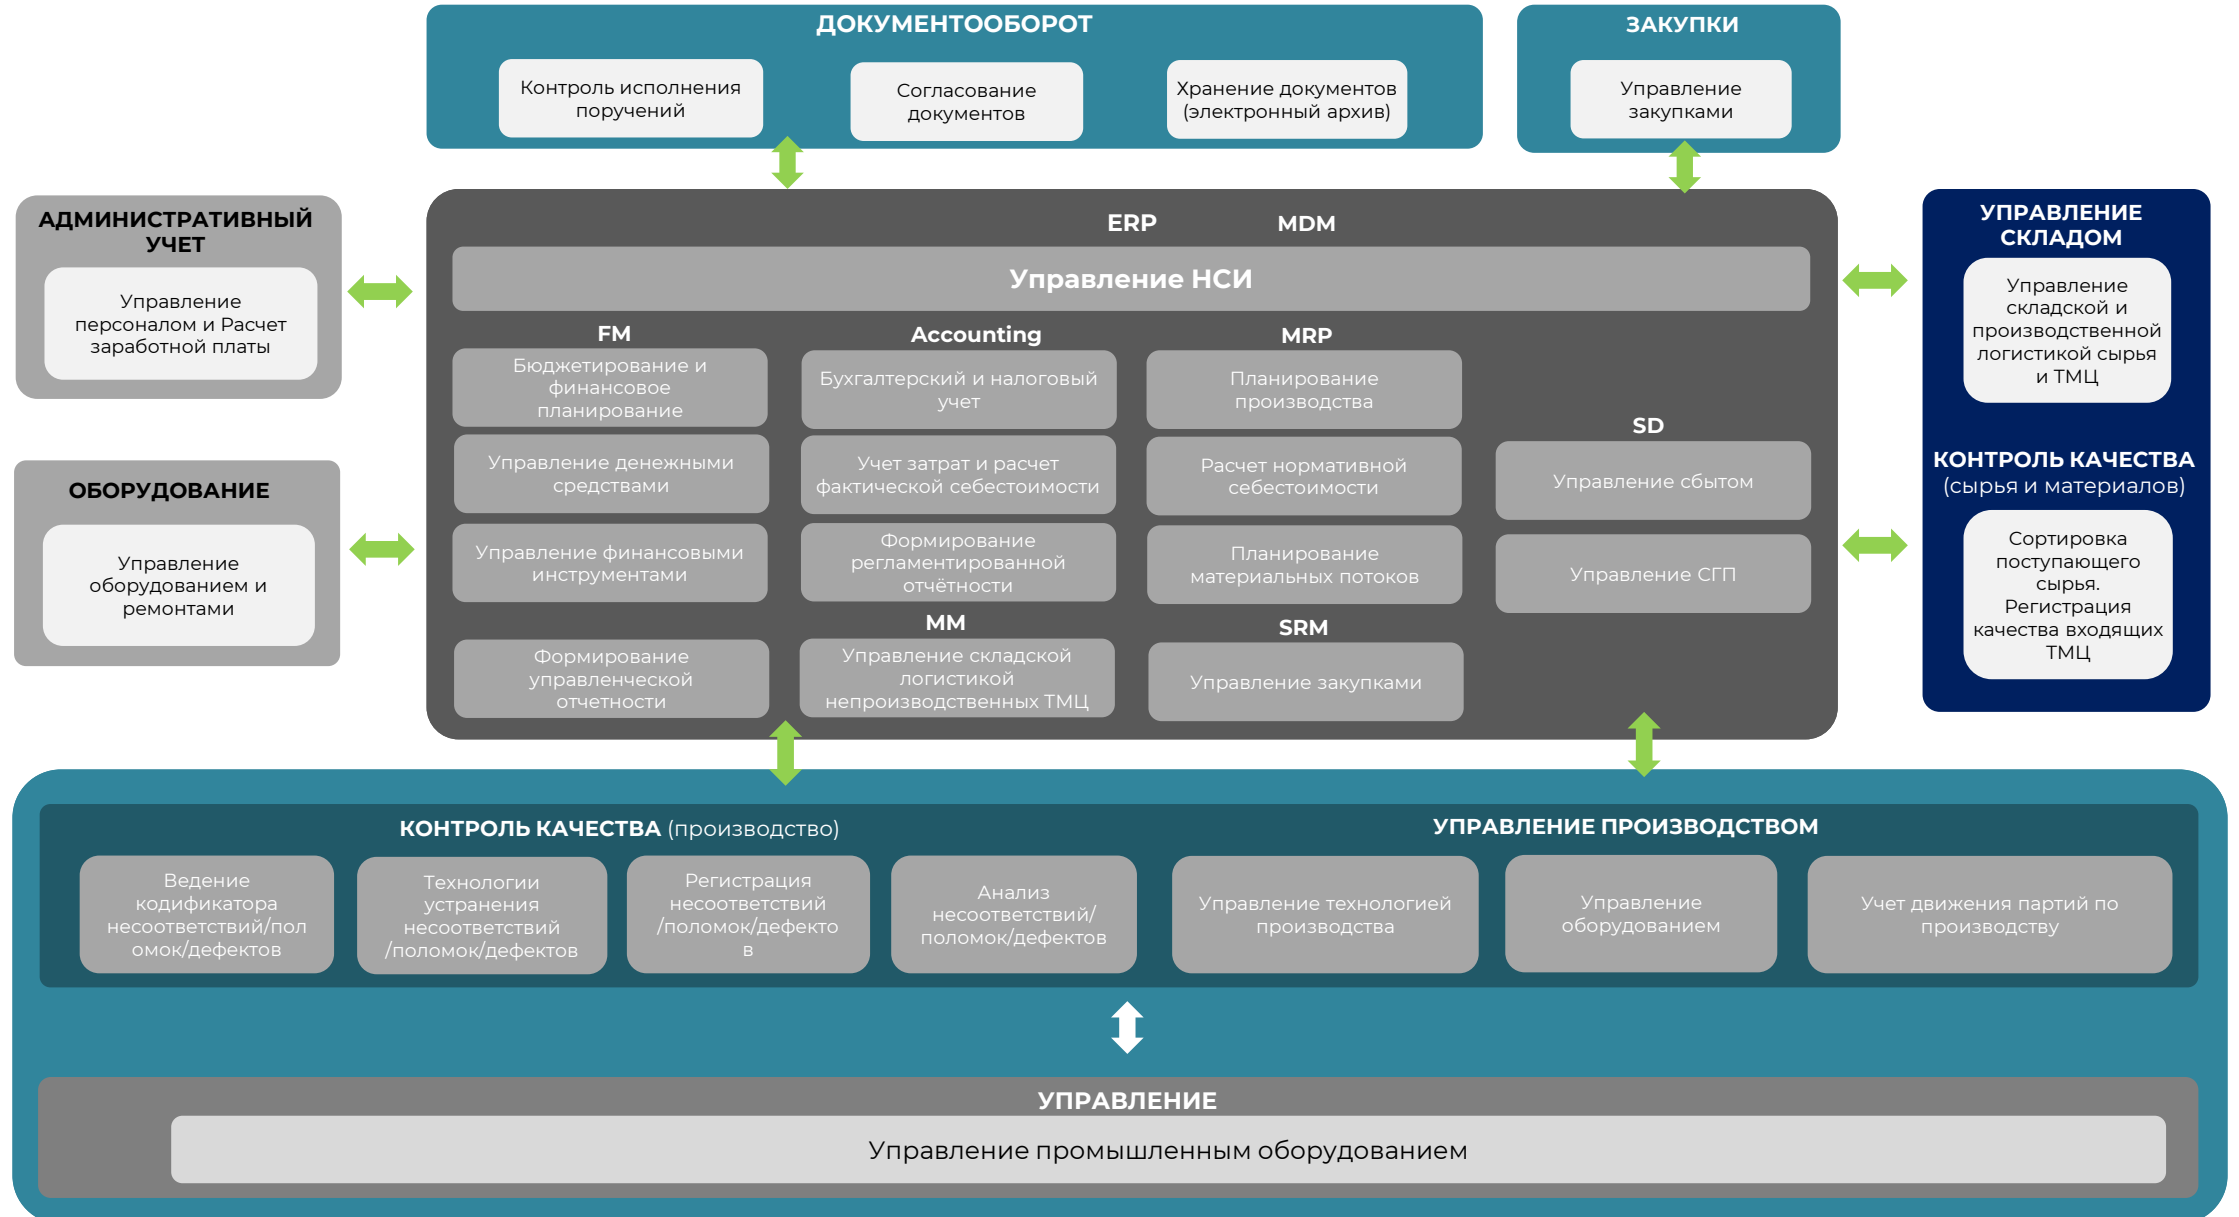 ДОКУМЕНТООБОРОТ
Контроль исполнения
поручений
Согласование
документов
Хранение документов
(электронный архив)
ЗАКУПКИ
Управление
закупками
АДМИНИСТРАТИВНЫЙ
УЧЕТ
Управление
персоналом и Расчет
заработной платы
ОБОРУДОВАНИЕ
Управление
оборудованием и
ремонтами
ERP
MDM
Управление НСИ
FM
Бюджетирование и
финансовое
планирование
Управление денежными
средствами
Управление финансовыми
инструментами
Формирование
управленческой
отчетности
Accounting
Бухгалтерский и налоговый
учет
Учет затрат и расчет
фактической себестоимости
Формирование
регламентированной
отчётности
MM
Управление складской
логистикой
непроизводственных ТМЦ
MRP
Планирование
производства
Расчет нормативной
себестоимости
Планирование
материальных потоков
SRM
Управление закупками
SD
Управление сбытом
Управление СГП
УПРАВЛЕНИЕ
СКЛАДОМ
Управление
складской и
производственной
логистикой сырья
и ТМЦ
КОНТРОЛЬ КАЧЕСТВА
(сырья и материалов)
Сортировка
поступающего
сырья.
Регистрация
качества входящих
ТМЦ
КОНТРОЛЬ КАЧЕСТВА (производство)
Ведение
кодификатора
несоответствий/пол
омок/дефектов
Технологии
устранения
несоответствий
/поломок/дефектов
Регистрация
несоответствий
/поломок/дефекто
в
Анализ
несоответствий/
поломок/дефектов
УПРАВЛЕНИЕ ПРОИЗВОДСТВОМ
Управление технологией
производства
Управление
оборудованием
Учет движения партий по
производству
УПРАВЛЕНИЕ
Управление промышленным оборудованием